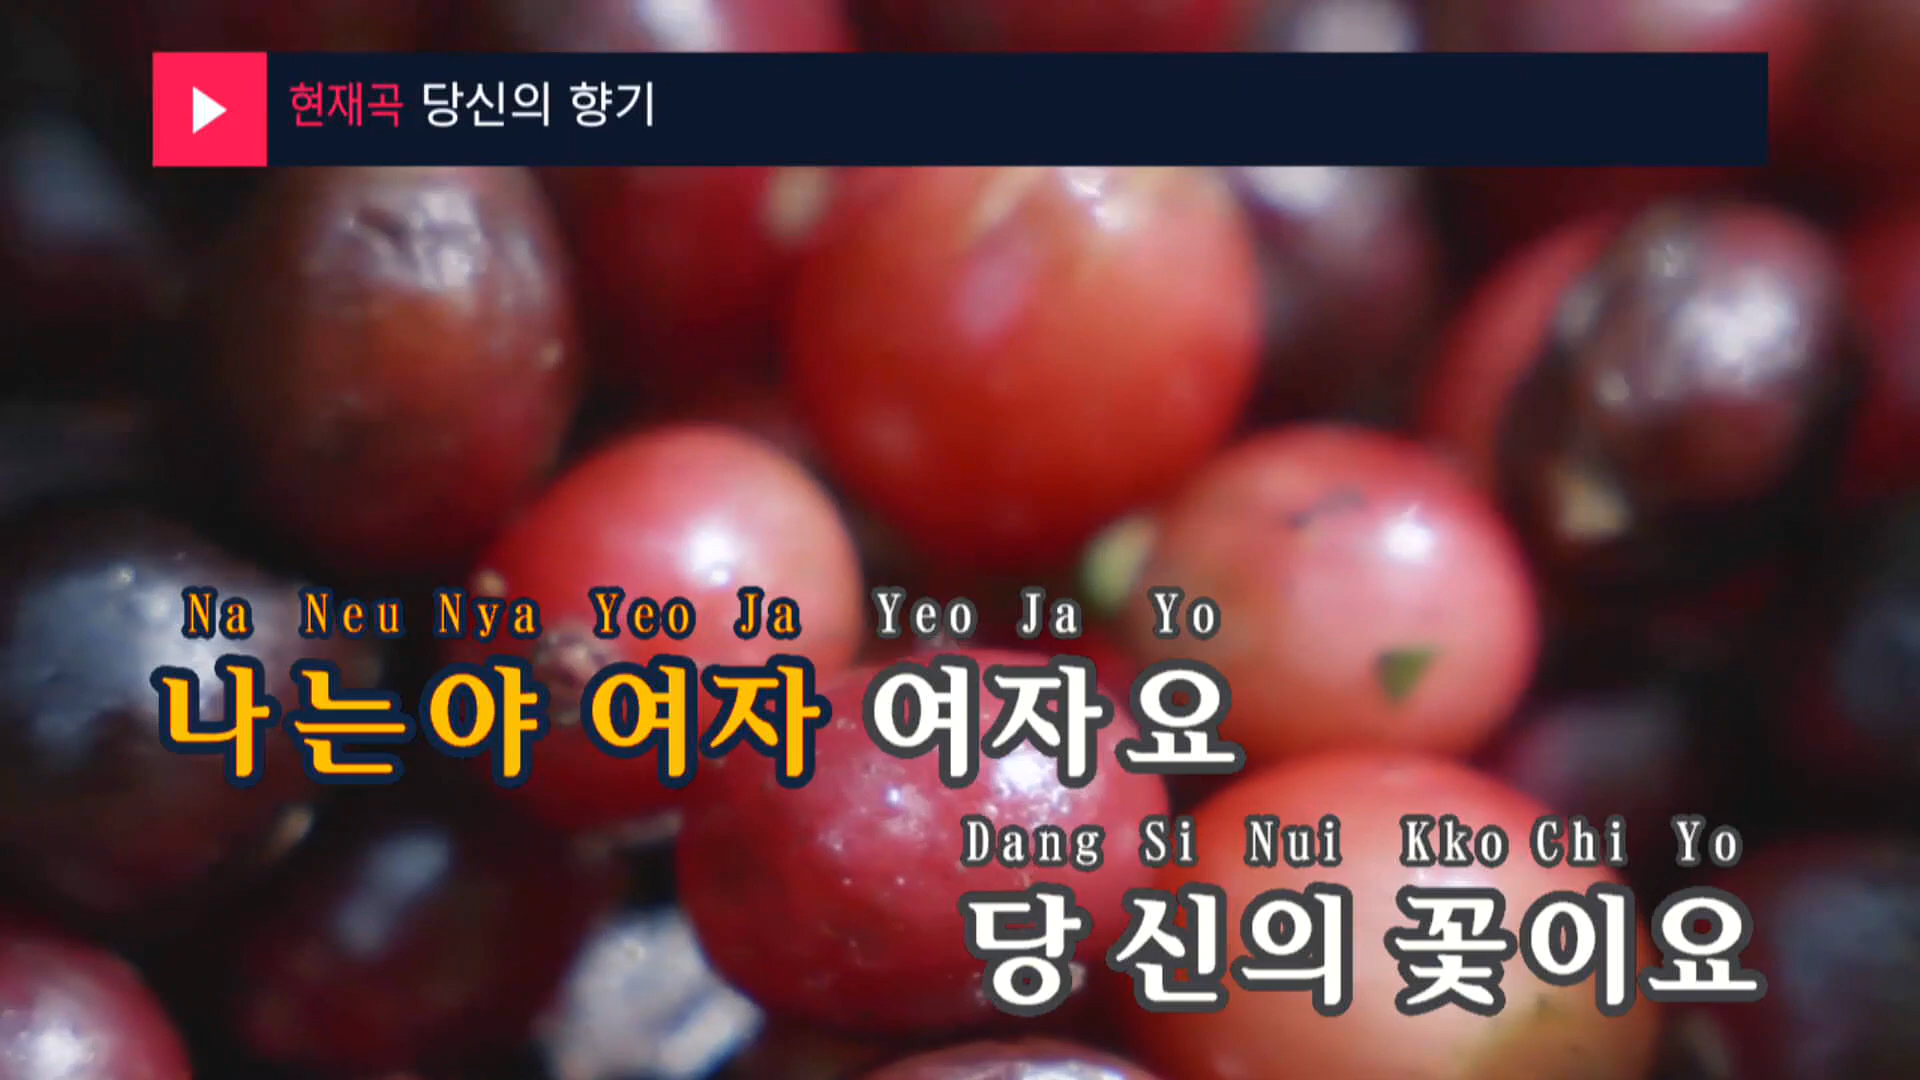 현재곡 당신의 향기
Na Neu Nya Yeo Ja Yeo Ja Yo
나는야 여자 여자요
Dang Si Nui Kko Chi Yo
당신의 꽃이요